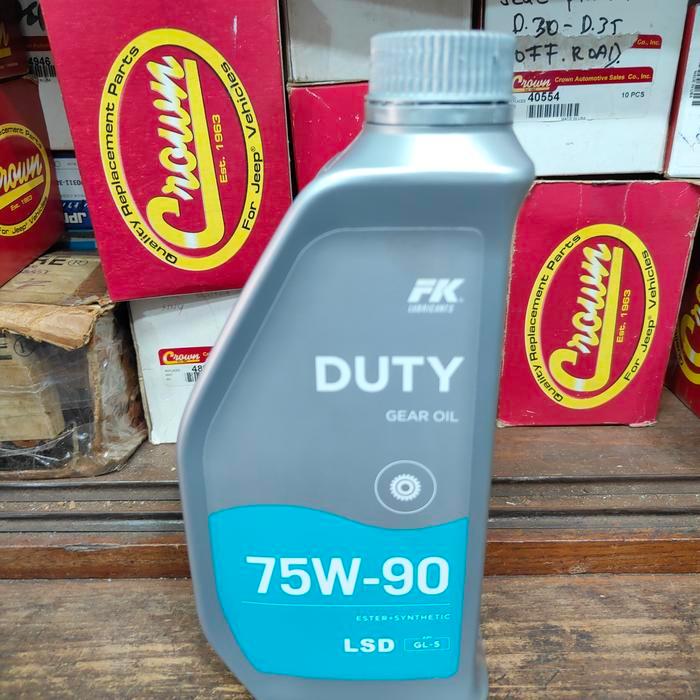 D.30-D.35
OFF.ROAD
Crown Automotive Sales Co., Inc.
40554
10 PCS
Quality Replacement Parts
Crown
Est. 1963
For Jeep® Vehicles
Crown
Quality Replacement Parts
Crown
Est. 1963
For Jeep® Vehicles
Crown
FK
LUBRICANTS
DUTY
GEAR OIL
75W-90
ESTER+SYNTHETIC
LSD
API
GL-5